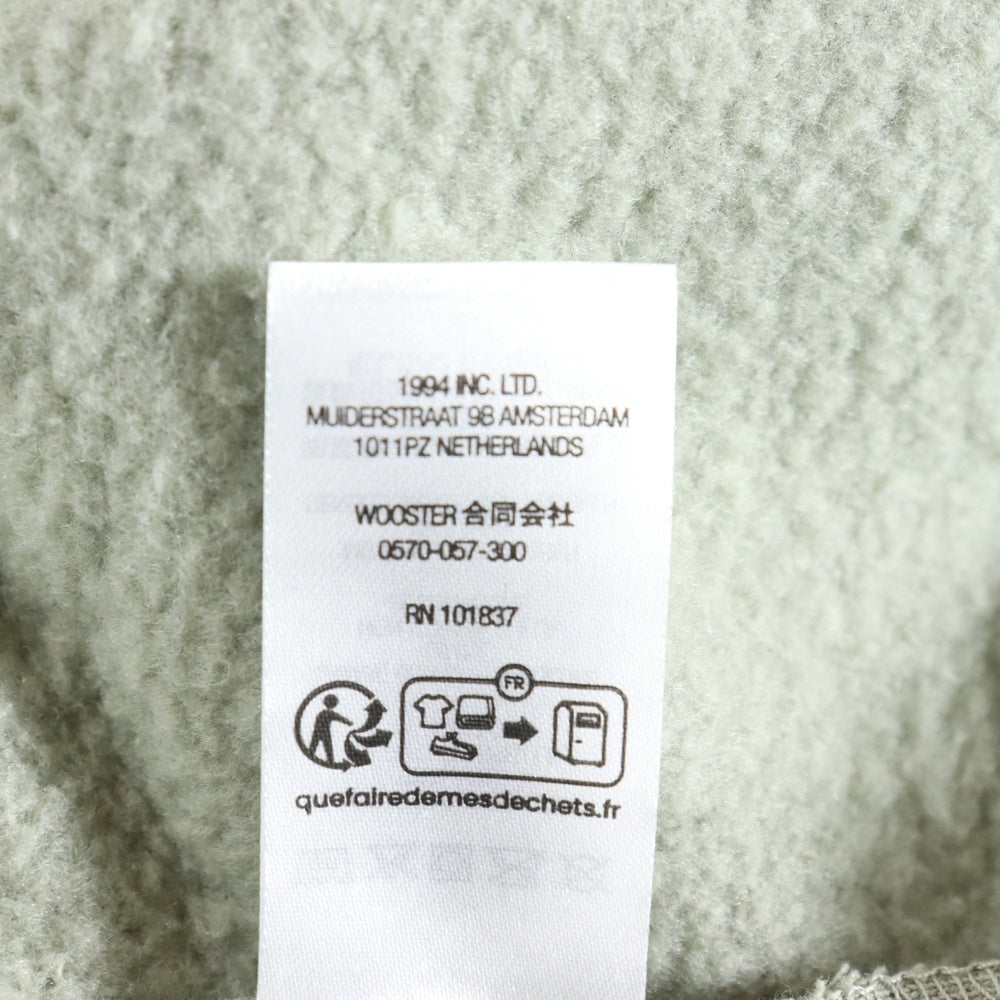 1994 INC. LTD.
MUIDERSTRAAT 9B AMSTERDAM
1011PZ NETHERLANDS
WOOSTER 合同会社
0570-057-300
RN 101837
FR
quefairedemesdechets.fr